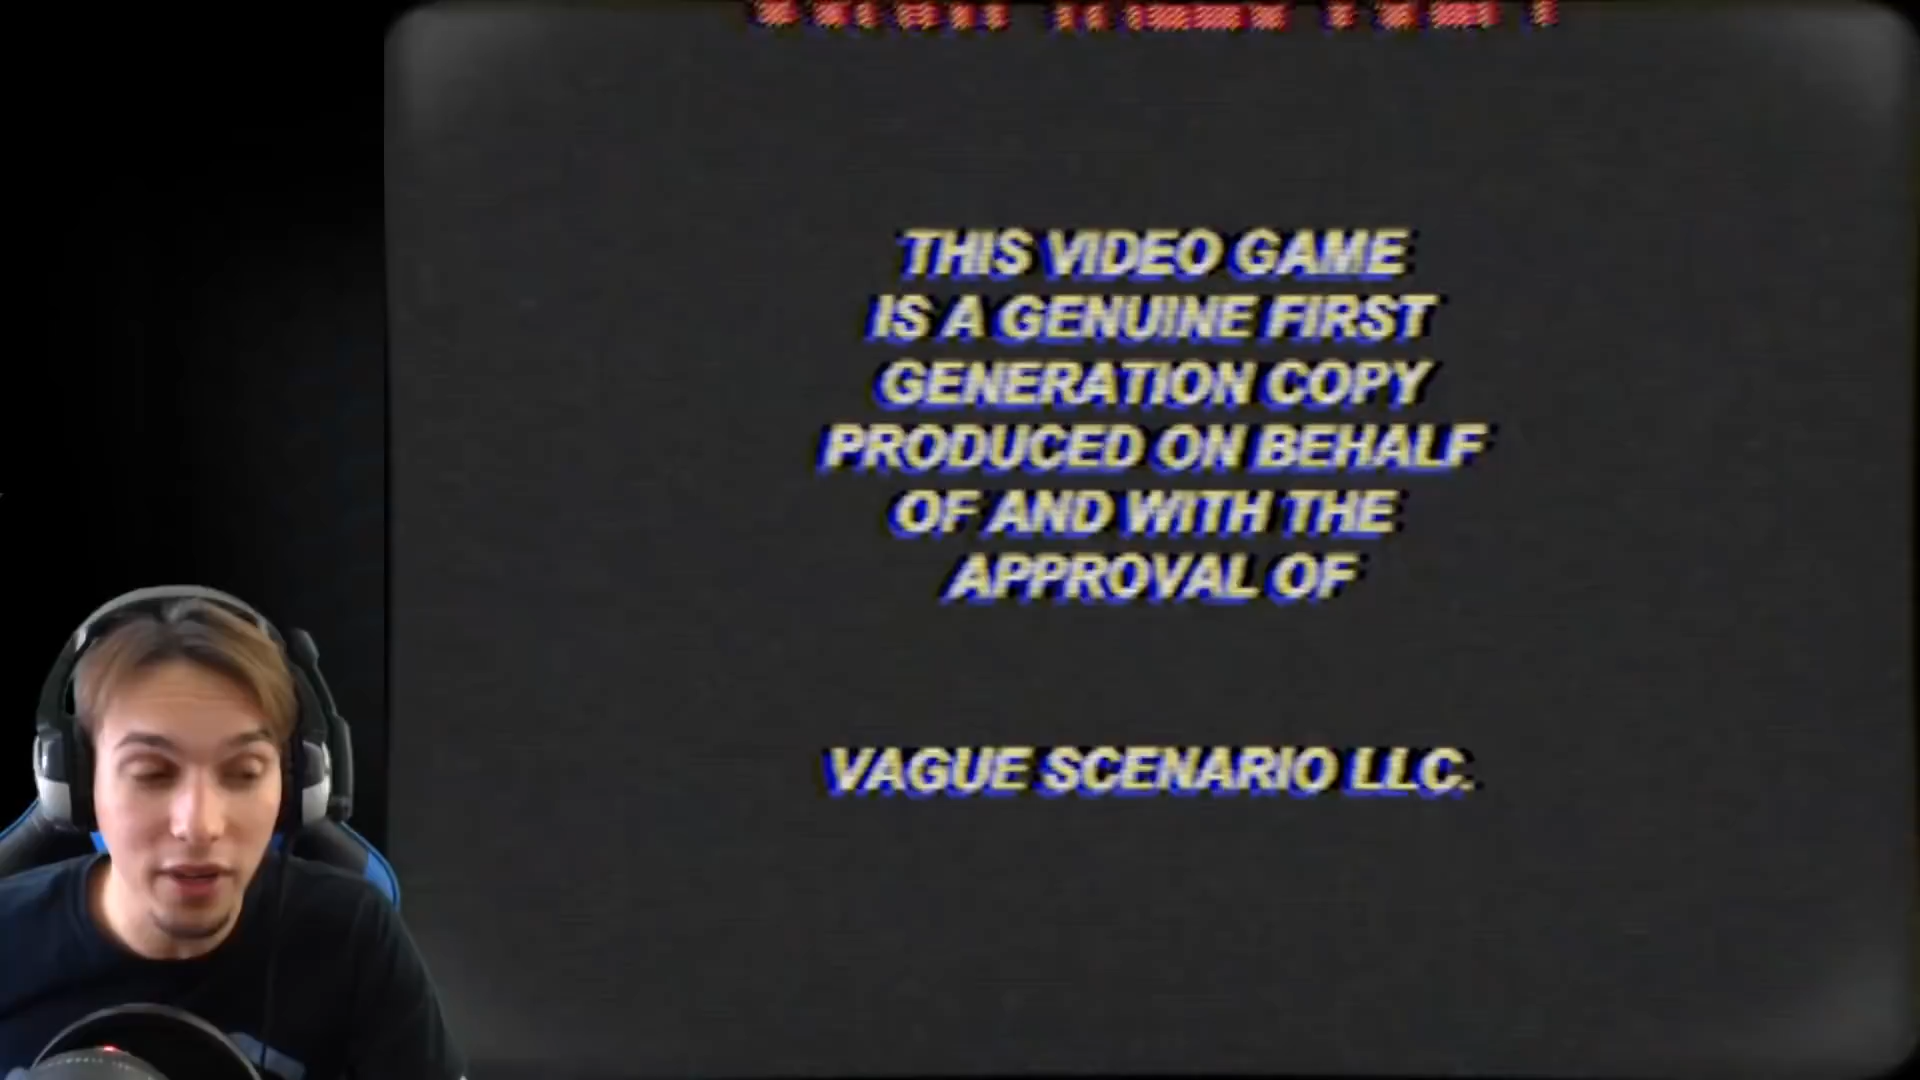 THIS VIDEO GAME
IS A GENUINE FIRST
GENERATION COPY
PRODUCED ON BEHALF
OF AND WITH THE
APPROVAL OF
VAGUE SCENARIO LLC.